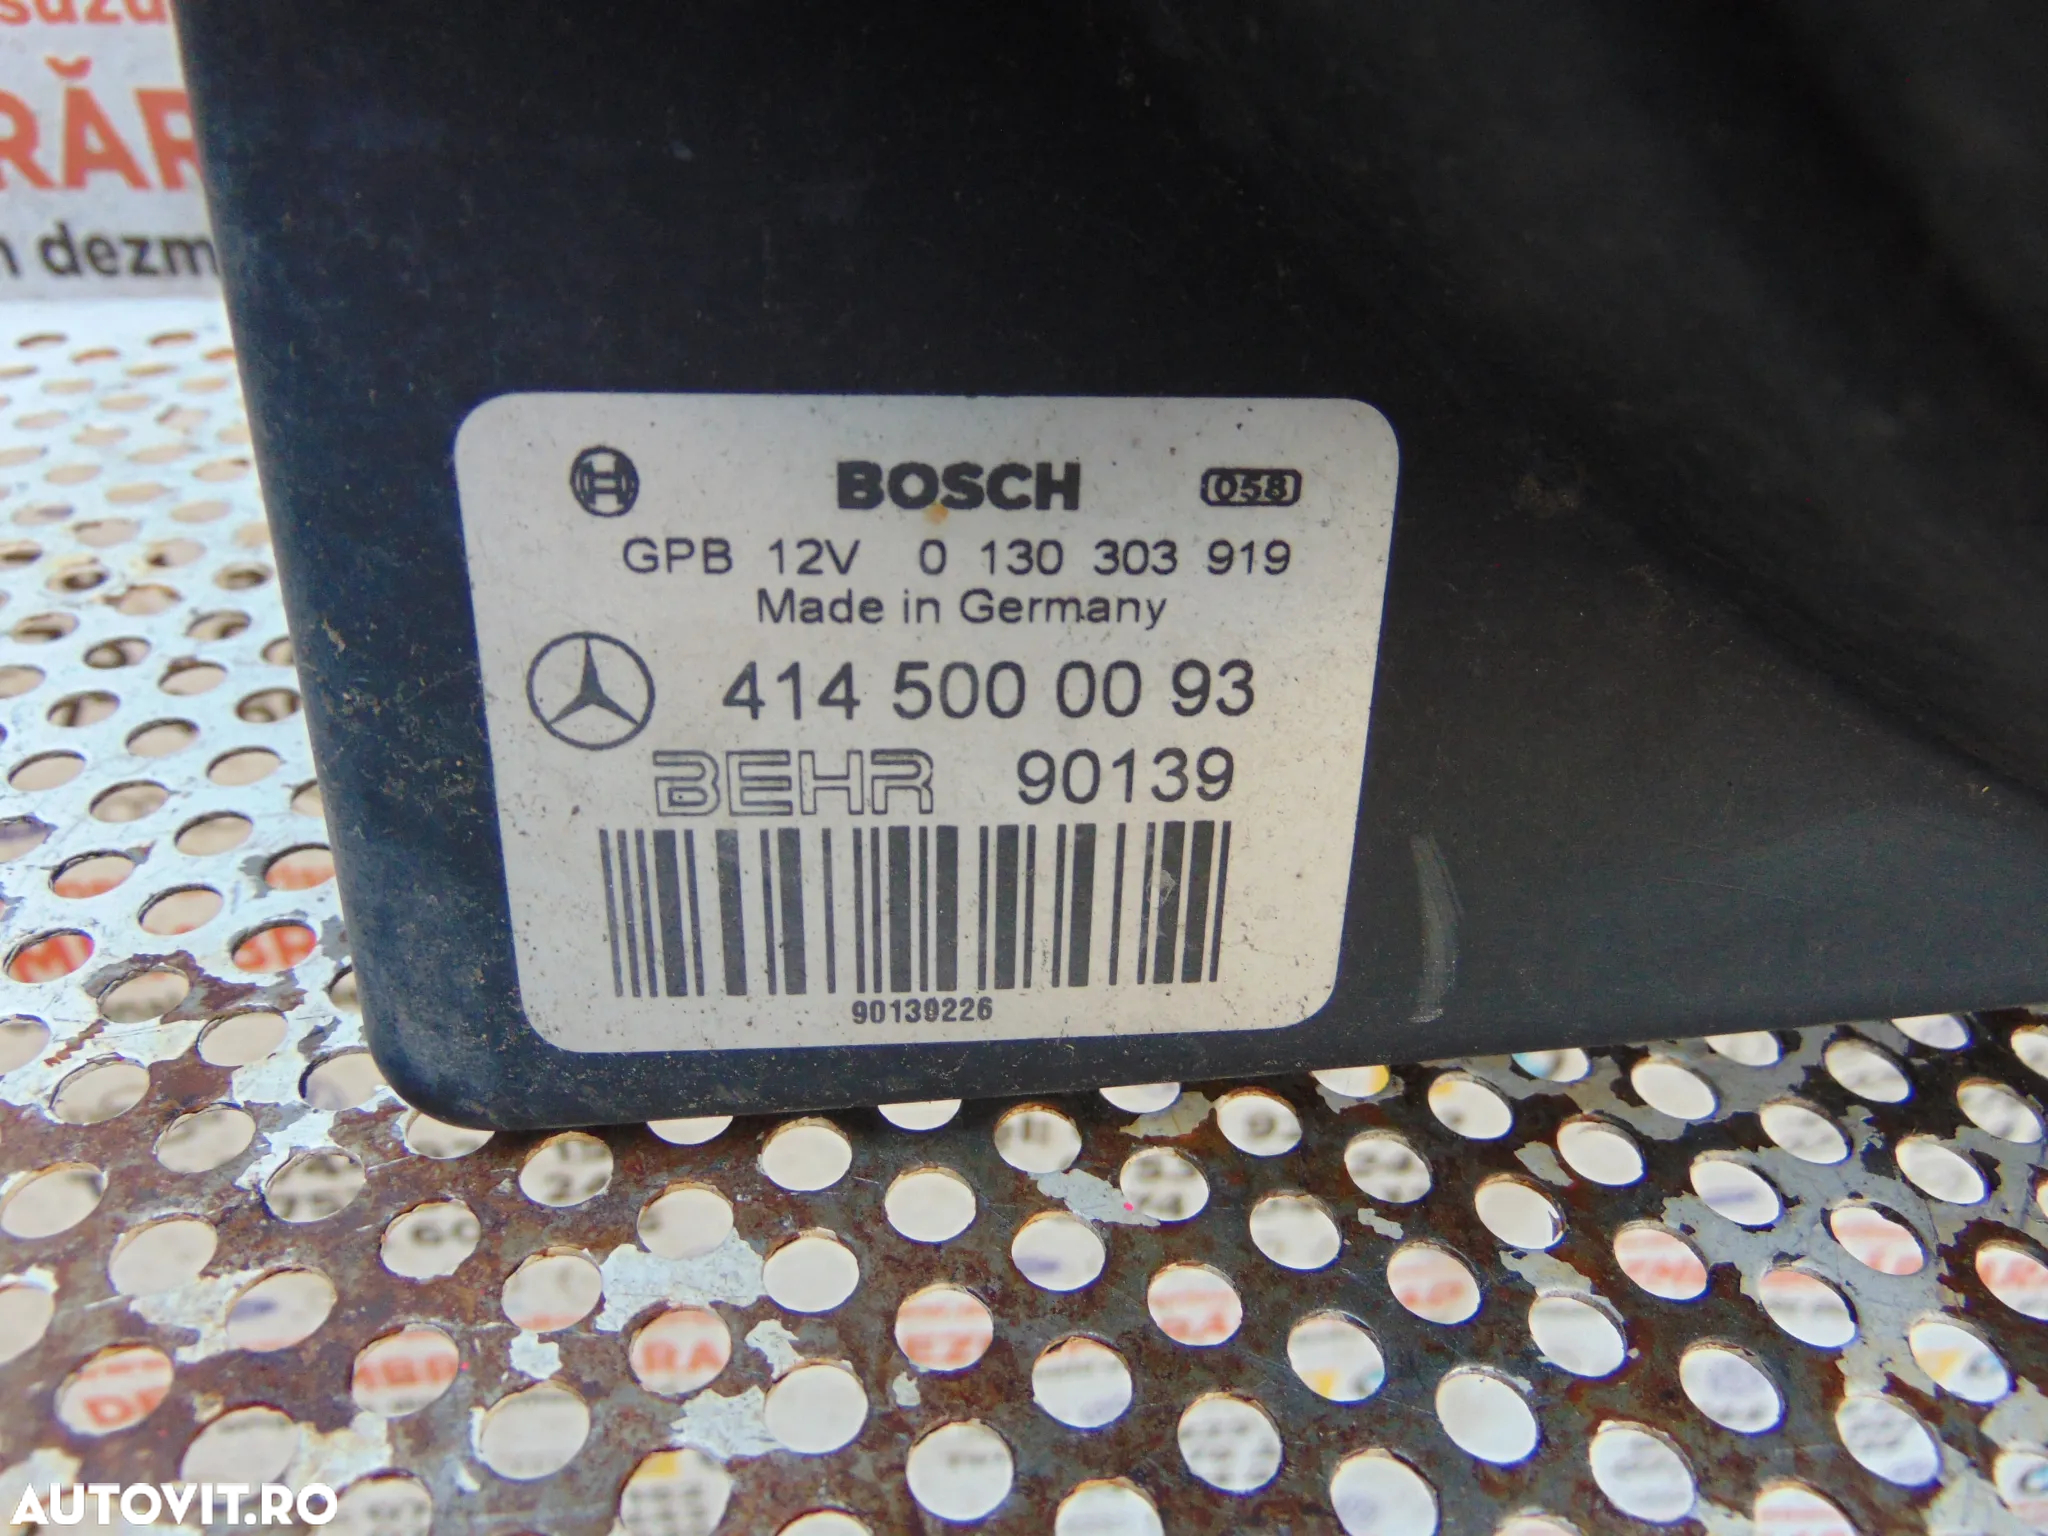 dezm
BOSCH 058
GPB 12V 0 130 303 919
Made in Germany
414 500 00 93
BEHR 90139
90139226
AUTOVIT.RO